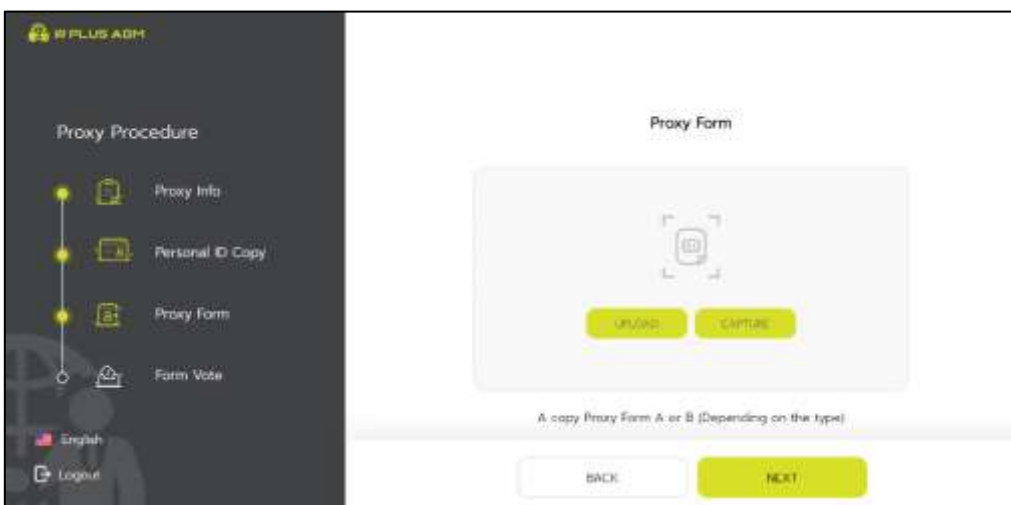 IR PLUS AGM
Proxy Procedure
Proxy Info
Personal ID Copy
Proxy Form
Form Vote
English
Logout
Proxy Form
UPLOAD
CAPTURE
A copy Proxy Form A or B (Depending on the type)
BACK
NEXT